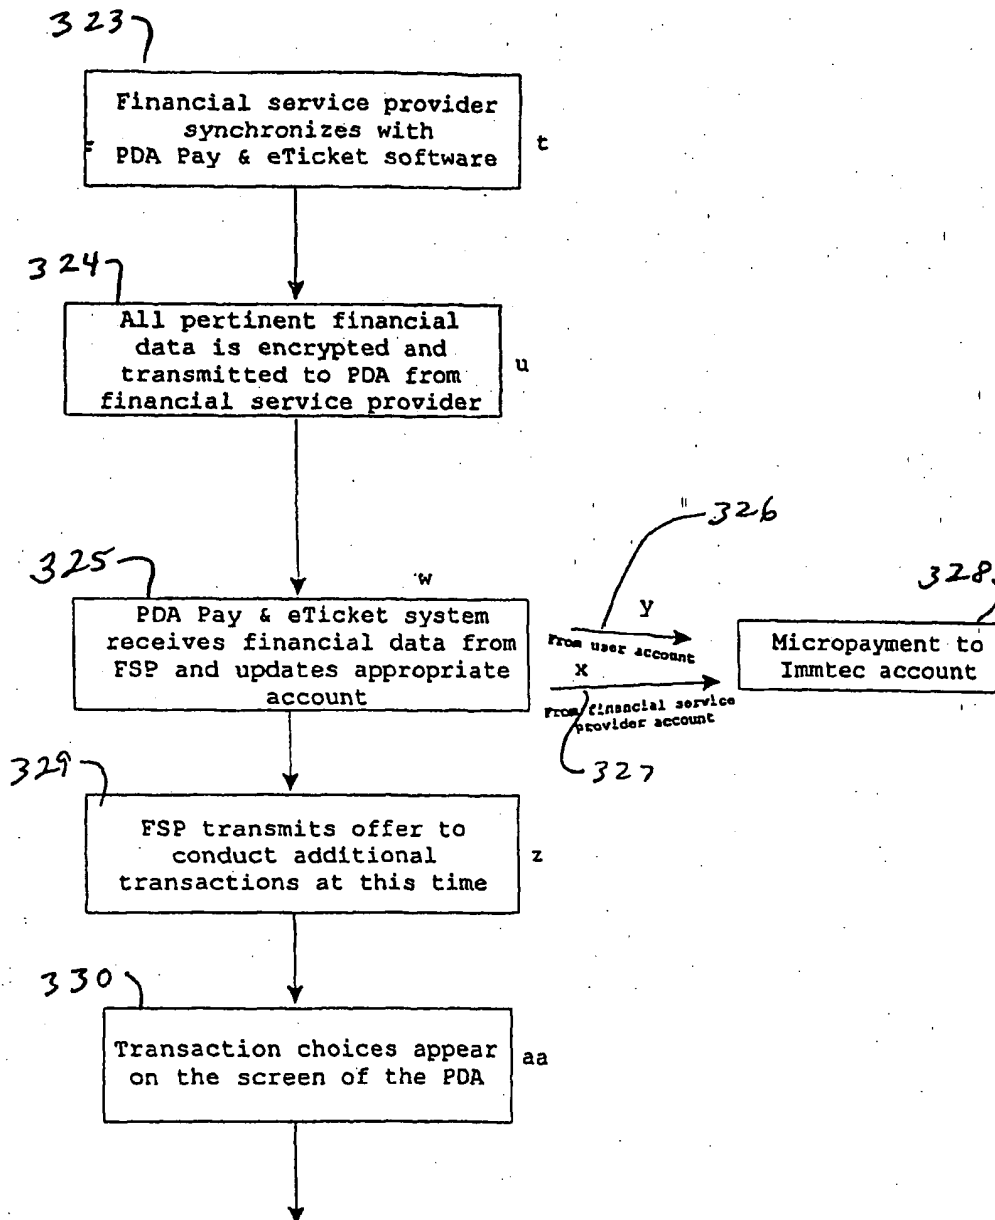 323
Financial service provider
synchronizes with
PDA Pay & eTicket software
t
324
All pertinent financial
data is encrypted and
transmitted to PDA from
financial service provider
u
325
w
PDA Pay & eTicket system
receives financial data from
FSP and updates appropriate
account
326
y
From user account
x
From financial service
provider account
327
328
Micropayment to
Immtec account
329
FSP transmits offer to
conduct additional
transactions at this time
z
330
Transaction choices appear
on the screen of the PDA
aa